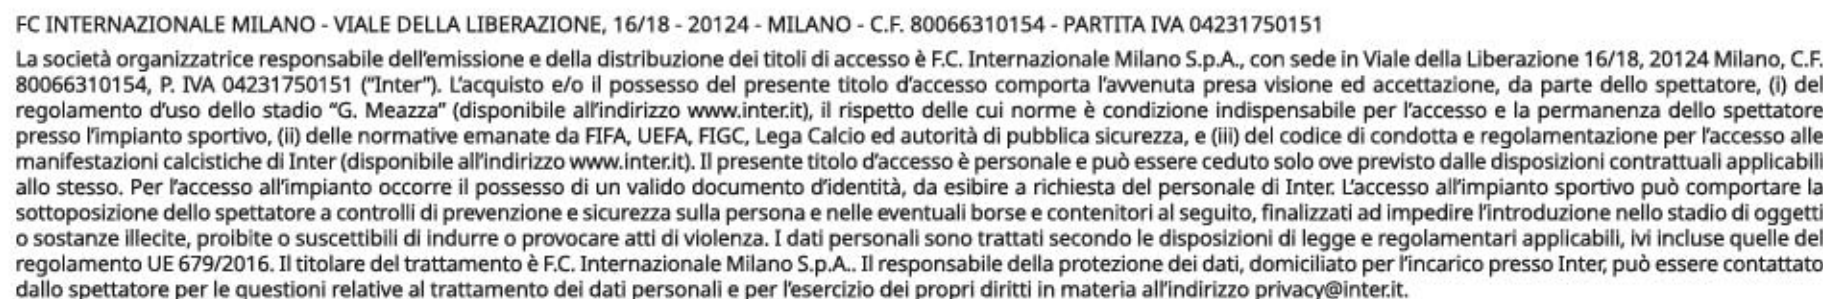 FC INTERNAZIONALE MILANO - VIALE DELLA LIBERAZIONE, 16/18 - 20124 - MILANO - C.F. 80066310154 - PARTITA IVA 04231750151
La società organizzatrice responsabile dell'emissione e della distribuzione dei titoli di accesso è F.C. Internazionale Milano S.p.A., con sede in Viale della Liberazione 16/18, 20124 Milano, C.F.
80066310154, P. IVA 04231750151 (“Inter”). L'acquisto e/o il possesso del presente titolo d'accesso comporta l'avvenuta presa visione ed accettazione, da parte dello spettatore, (i) del
regolamento d'uso dello stadio “G. Meazza” (disponibile all'indirizzo www.inter.it), il rispetto delle cui norme è condizione indispensabile per l'accesso e la permanenza dello spettatore
presso l'impianto sportivo, (ii) delle normative emanate da FIFA, UEFA, FIGC, Lega Calcio ed autorità di pubblica sicurezza, e (iii) del codice di condotta e regolamentazione per l'accesso alle
manifestazioni calcistiche di Inter (disponibile all'indirizzo www.inter.it). Il presente titolo d'accesso è personale e può essere ceduto solo ove previsto dalle disposizioni contrattuali applicabili
allo stesso. Per l'accesso all'impianto occorre il possesso di un valido documento d'identità, da esibire a richiesta del personale di Inter. L'accesso all'impianto sportivo può comportare la
sottoposizione dello spettatore a controlli di prevenzione e sicurezza sulla persona e nelle eventuali borse e contenitori al seguito, finalizzati ad impedire l'introduzione nello stadio di oggetti
o sostanze illecite, proibite o suscettibili di indurre o provocare atti di violenza. I dati personali sono trattati secondo le disposizioni di legge e regolamentari applicabili, ivi incluse quelle del
regolamento UE 679/2016. Il titolare del trattamento è F.C. Internazionale Milano S.p.A.. Il responsabile della protezione dei dati, domiciliato per l'incarico presso Inter, può essere contattato
dallo spettatore per le questioni relative al trattamento dei dati personali e per l'esercizio dei propri diritti in materia all'indirizzo privacy@inter.it.